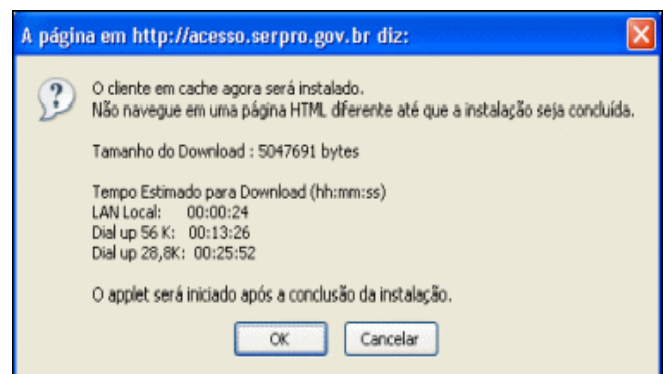 A página em http://acesso.serpro.gov.br diz:
O cliente em cache agora será instalado.
Não navegue em uma página HTML diferente até que a instalação seja concluída.
Tamanho do Download : 5047691 bytes
Tempo Estimado para Download (hh:mm:ss)
LAN Local: 00:00:24
Dial up 56 K: 00:13:26
Dial up 28,8K: 00:25:52
O applet será iniciado após a conclusão da instalação.
OK Cancelar